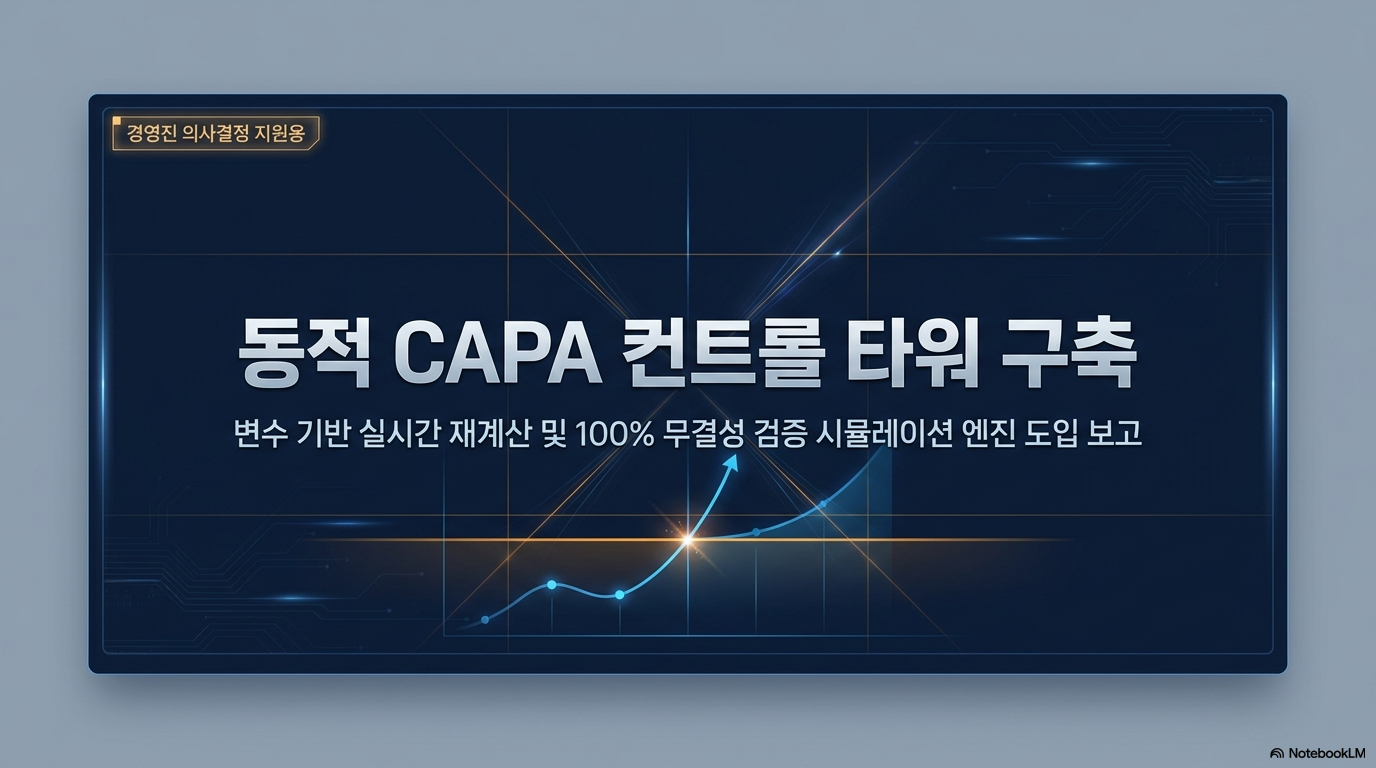 경영진 의사결정 지원용
동적 CAPA 컨트롤 타워 구축
변수 기반 실시간 재계산 및 100% 무결성 검증 시뮬레이션 엔진 도입 보고
NotebookLM